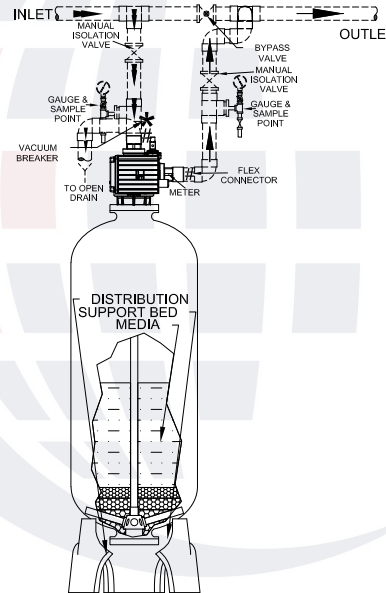 INLET
OUTLE
MANUAL
ISOLATION
VALVE
BYPASS
VALVE
MANUAL
ISOLATION
VALVE
GAUGE &
SAMPLE
POINT
GAUGE &
SAMPLE
POINT
VACUUM
BREAKER
TO OPEN
DRAIN
METER
FLEX
CONNECTOR
DISTRIBUTION
SUPPORT BED
MEDIA